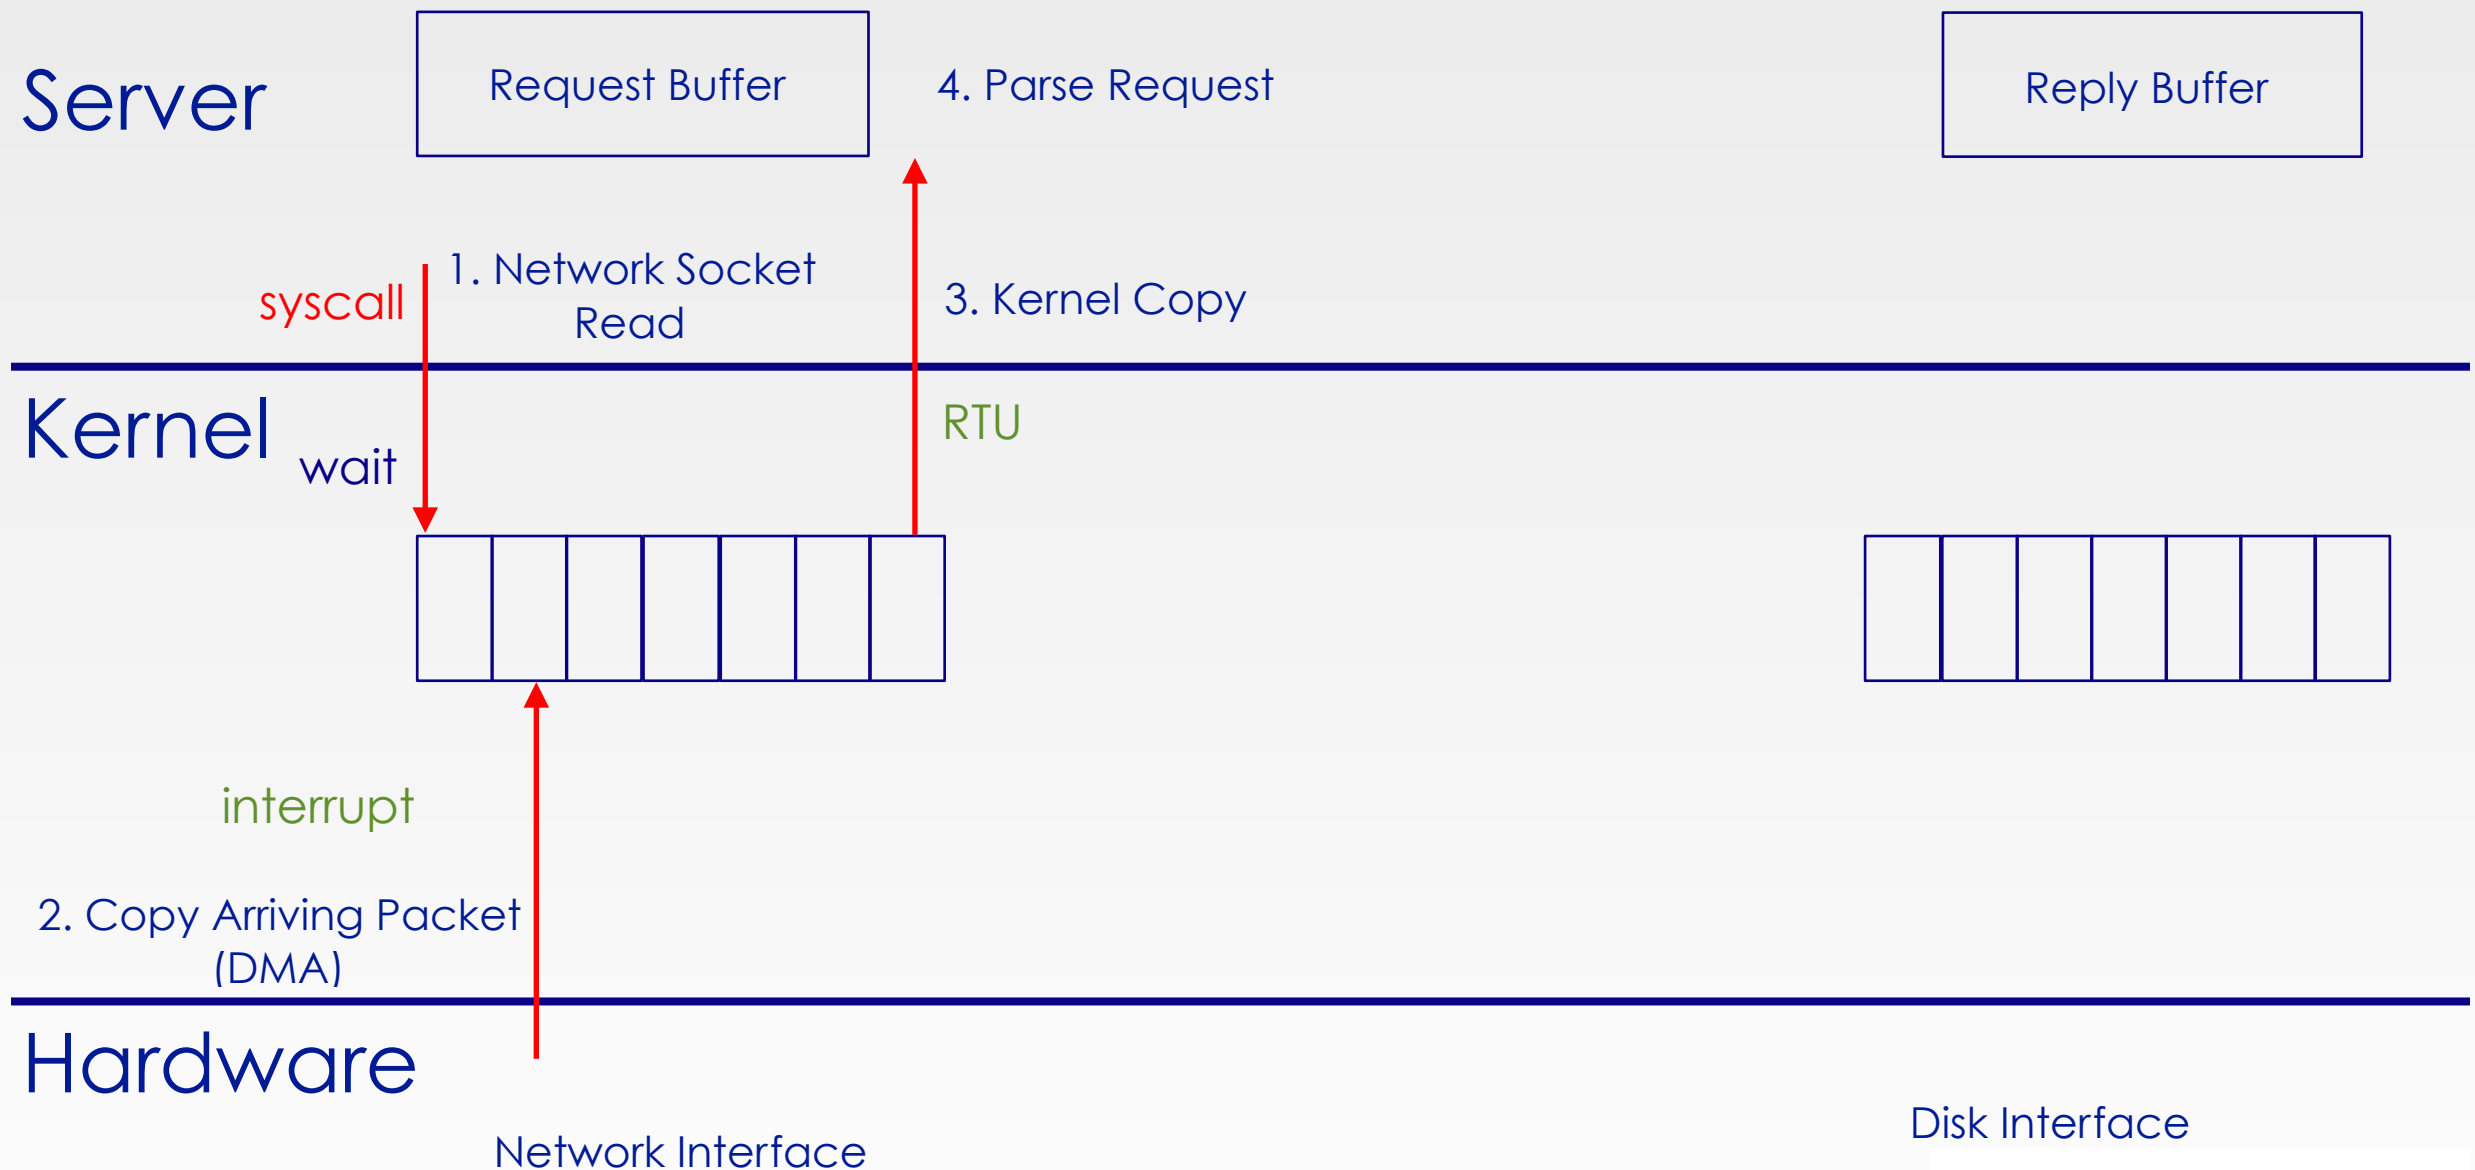 Server
Request Buffer
4. Parse Request
Reply Buffer
syscall
1. Network Socket
Read
3. Kernel Copy
Kernel
wait
RTU
interrupt
2. Copy Arriving Packet
(DMA)
Hardware
Network Interface
Disk Interface